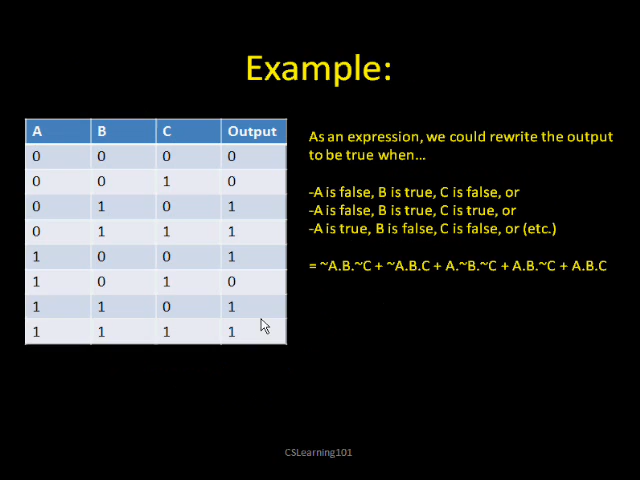 Example:
A B C Output
0 0 0 0
0 0 1 0
0 1 0 1
0 1 1 1
1 0 0 1
1 0 1 0
1 1 0 1
1 1 1 1
As an expression, we could rewrite the output
to be true when...
-A is false, B is true, C is false, or
-A is false, B is true, C is true, or
-A is true, B is false, C is false, or (etc.)
= ~A.B.~C + ~A.B.C + A.~B.~C + A.B.~C + A.B.C
CSLearning101